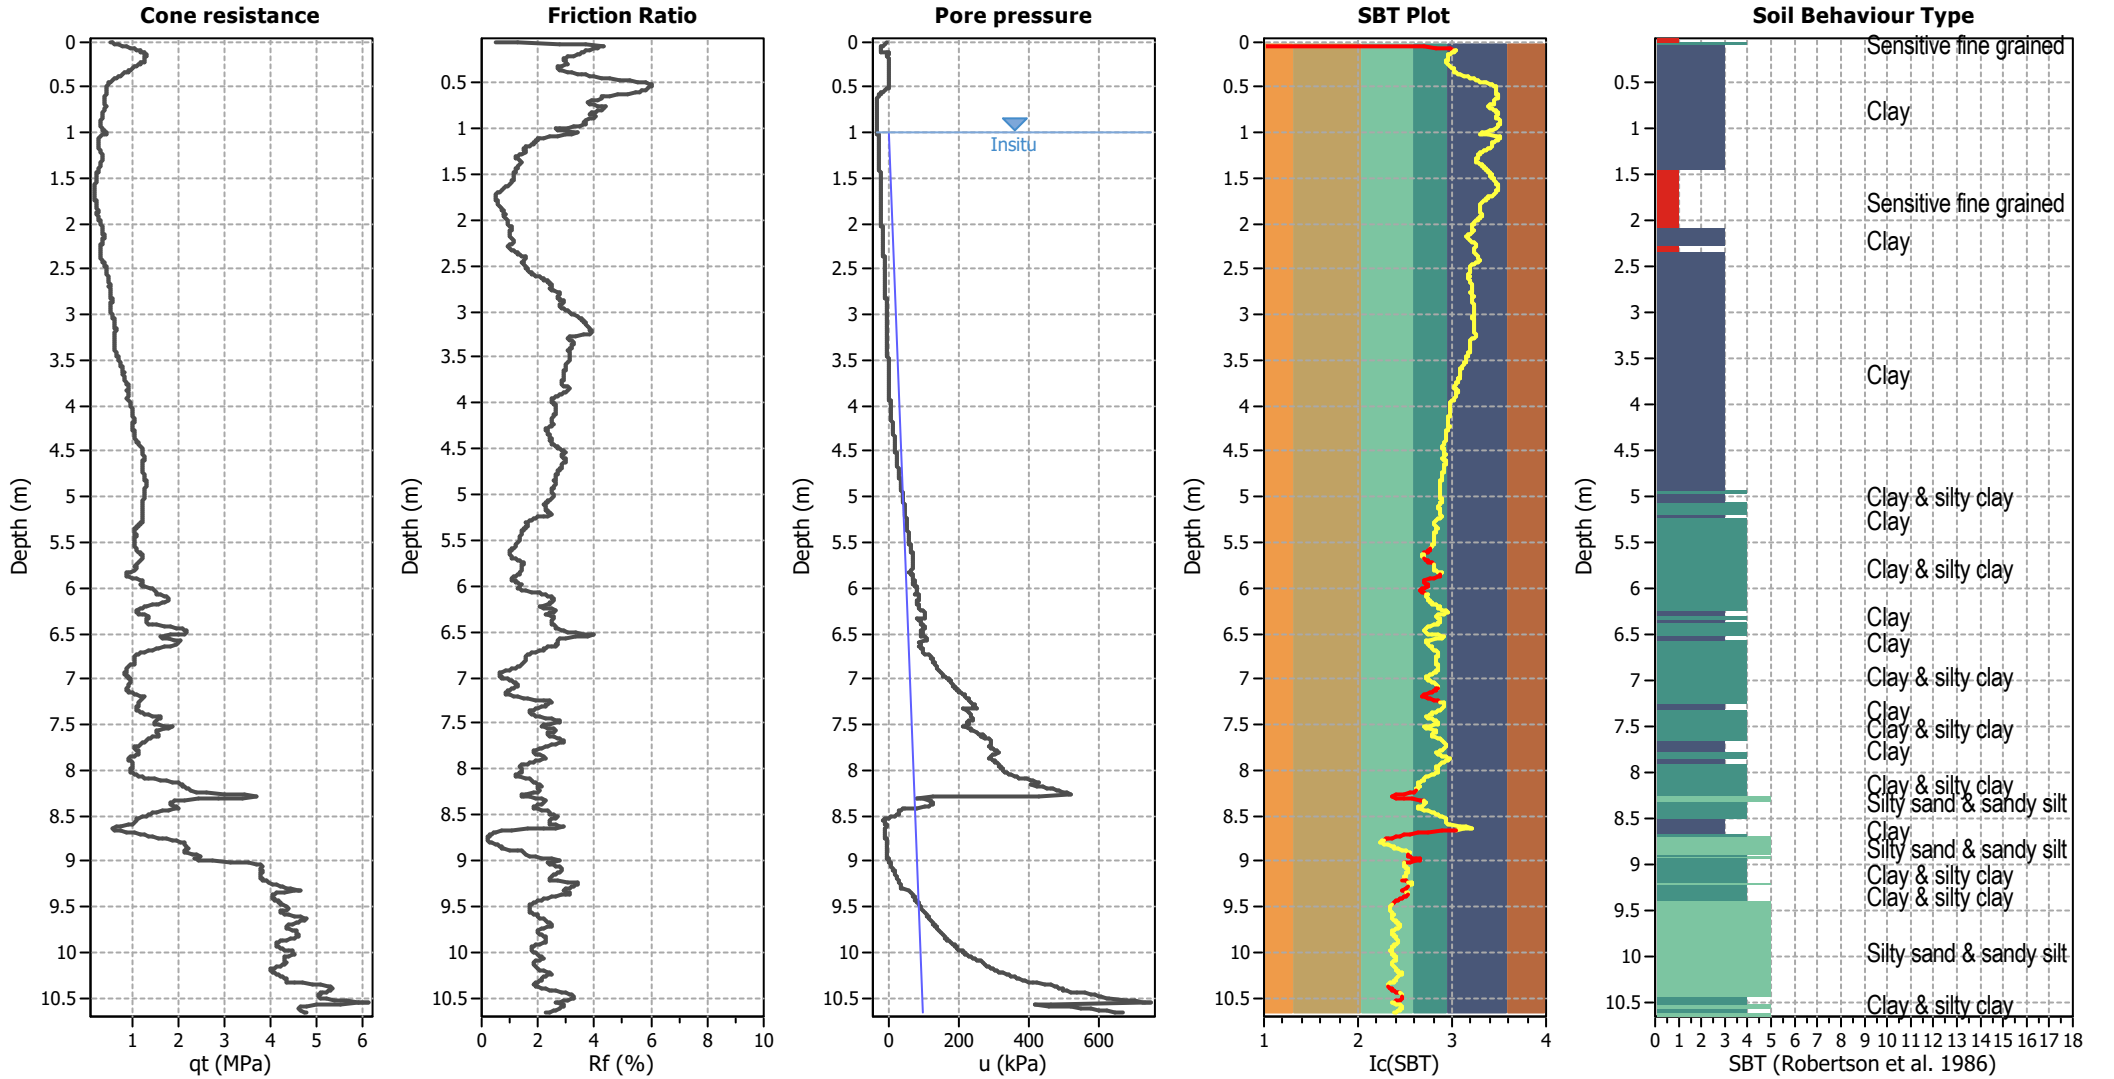 Cone resistance
0
0.5
1
1.5
2
2.5
3
3.5
4
4.5
5
5.5
6
6.5
7
7.5
8
8.5
9
9.5
10
10.5
Depth (m)
1 2 3 4 5 6
qt (MPa)
Friction Ratio
0
0.5
1
1.5
2
2.5
3
3.5
4
4.5
5
5.5
6
6.5
7
7.5
8
8.5
9
9.5
10
10.5
Depth (m)
0 2 4 6 8 10
Rf (%)
Pore pressure
0
0.5
1
1.5
2
2.5
3
3.5
4
4.5
5
5.5
6
6.5
7
7.5
8
8.5
9
9.5
10
10.5
Depth (m)
Insitu
0 200 400 600
u (kPa)
SBT Plot
0
0.5
1
1.5
2
2.5
3
3.5
4
4.5
5
5.5
6
6.5
7
7.5
8
8.5
9
9.5
10
10.5
Depth (m)
1 2 3 4
Ic(SBT)
Soil Behaviour Type
0.5
1
1.5
2
2.5
3
3.5
4
4.5
5
5.5
6
6.5
7
7.5
8
8.5
9
9.5
10
10.5
Depth (m)
Sensitive fine grained
Clay
Sensitive fine grained
Clay
Clay
Clay & silty clay
Clay
Clay & silty clay
Clay
Clay
Clay & silty clay
Clay
Clay & silty clay
Clay
Clay & silty clay
Silty sand & sandy silt
Clay
Silty sand & sandy silt
Clay & silty clay
Clay & silty clay
Silty sand & sandy silt
Clay & silty clay
0 1 2 3 4 5 6 7 8 9 10 11 12 13 14 15 16 17 18
SBT (Robertson et al. 1986)